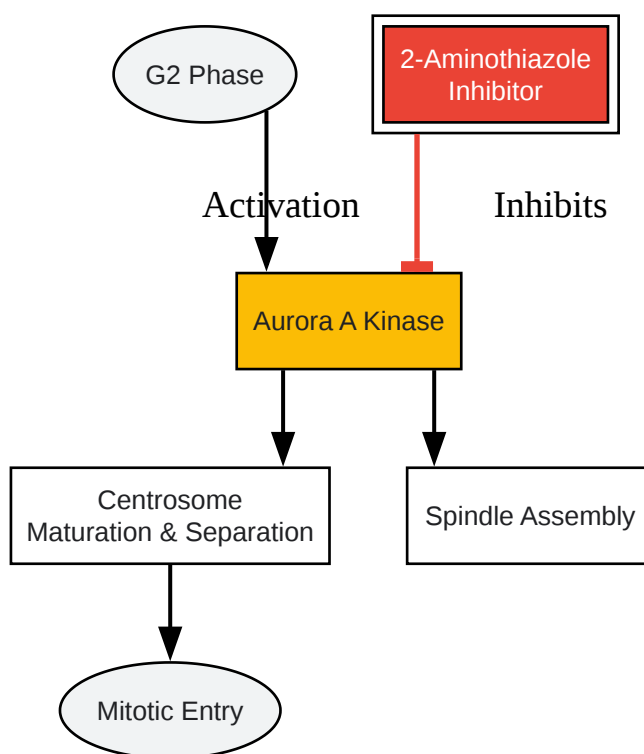 G2 Phase
2-Aminothiazole
Inhibitor
Activation
Inhibits
Aurora A Kinase
Centrosome
Maturation & Separation
Spindle Assembly
Mitotic Entry